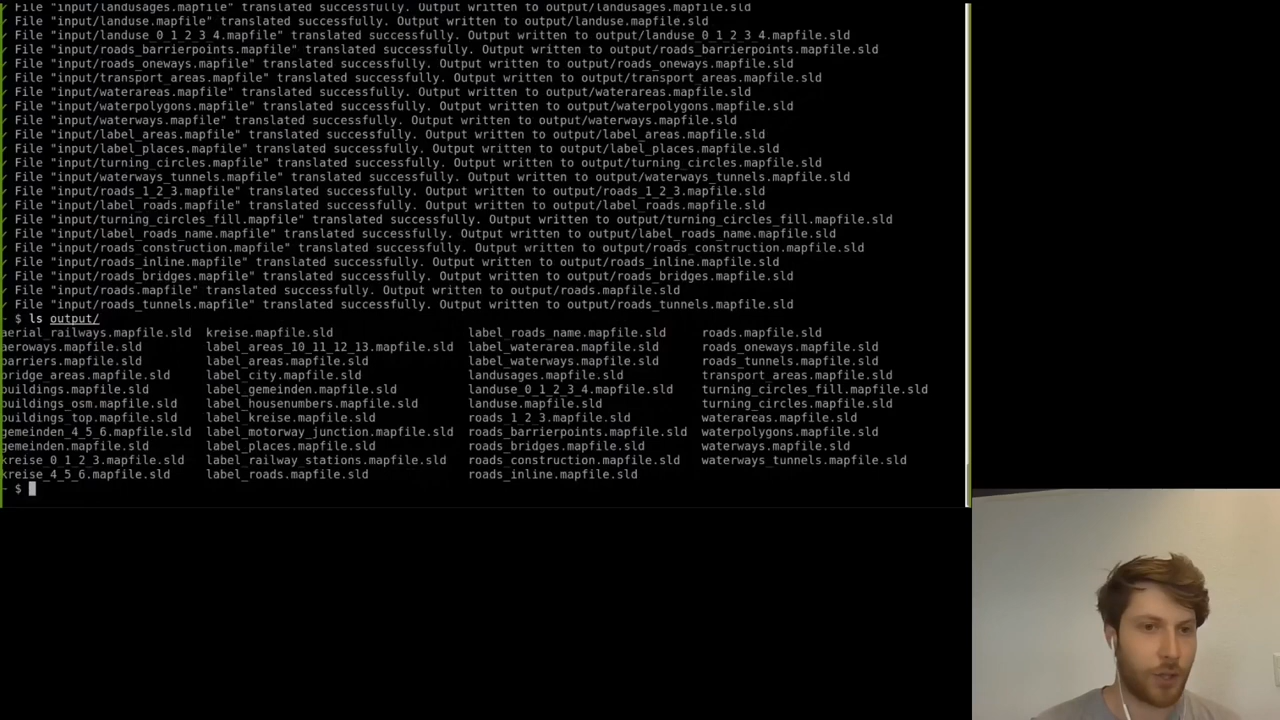 ✓ File "input/landusages.mapfile" translated successfully. Output written to output/landusages.mapfile.sld
✓ File "input/landuse.mapfile" translated successfully. Output written to output/landuse.mapfile.sld
✓ File "input/landuse_0_1_2_3_4.mapfile" translated successfully. Output written to output/landuse_0_1_2_3_4.mapfile.sld
✓ File "input/roads_barrierpoints.mapfile" translated successfully. Output written to output/roads_barrierpoints.mapfile.sld
✓ File "input/roads_oneways.mapfile" translated successfully. Output written to output/roads_oneways.mapfile.sld
✓ File "input/transport_areas.mapfile" translated successfully. Output written to output/transport_areas.mapfile.sld
✓ File "input/waterareas.mapfile" translated successfully. Output written to output/waterareas.mapfile.sld
✓ File "input/waterpolygons.mapfile" translated successfully. Output written to output/waterpolygons.mapfile.sld
✓ File "input/waterways.mapfile" translated successfully. Output written to output/waterways.mapfile.sld
✓ File "input/label_areas.mapfile" translated successfully. Output written to output/label_areas.mapfile.sld
✓ File "input/label_places.mapfile" translated successfully. Output written to output/label_places.mapfile.sld
✓ File "input/turning_circles.mapfile" translated successfully. Output written to output/turning_circles.mapfile.sld
✓ File "input/waterways_tunnels.mapfile" translated successfully. Output written to output/waterways_tunnels.mapfile.sld
✓ File "input/roads_1_2_3.mapfile" translated successfully. Output written to output/roads_1_2_3.mapfile.sld
✓ File "input/label_roads.mapfile" translated successfully. Output written to output/label_roads.mapfile.sld
✓ File "input/turning_circles_fill.mapfile" translated successfully. Output written to output/turning_circles_fill.mapfile.sld
✓ File "input/label_roads_name.mapfile" translated successfully. Output written to output/label_roads_name.mapfile.sld
✓ File "input/roads_construction.mapfile" translated successfully. Output written to output/roads_construction.mapfile.sld
✓ File "input/roads_inline.mapfile" translated successfully. Output written to output/roads_inline.mapfile.sld
✓ File "input/roads_bridges.mapfile" translated successfully. Output written to output/roads_bridges.mapfile.sld
✓ File "input/roads.mapfile" translated successfully. Output written to output/roads.mapfile.sld
✓ File "input/roads_tunnels.mapfile" translated successfully. Output written to output/roads_tunnels.mapfile.sld
~ $ ls output/
aerial_railways.mapfile.sld kreise.mapfile.sld label_roads_name.mapfile.sld roads.mapfile.sld
aeroways.mapfile.sld label_areas_10_11_12_13.mapfile.sld label_waterarea.mapfile.sld roads_oneways.mapfile.sld
barriers.mapfile.sld label_areas.mapfile.sld label_waterways.mapfile.sld roads_tunnels.mapfile.sld
bridge_areas.mapfile.sld label_city.mapfile.sld landusages.mapfile.sld transport_areas.mapfile.sld
buildings.mapfile.sld label_gemeinden.mapfile.sld landuse_0_1_2_3_4.mapfile.sld turning_circles_fill.mapfile.sld
buildings_osm.mapfile.sld label_housenumbers.mapfile.sld landuse.mapfile.sld turning_circles.mapfile.sld
buildings_top.mapfile.sld label_kreise.mapfile.sld roads_1_2_3.mapfile.sld waterareas.mapfile.sld
gemeinden_4_5_6.mapfile.sld label_motorway_junction.mapfile.sld roads_barrierpoints.mapfile.sld waterpolygons.mapfile.sld
gemeinden.mapfile.sld label_places.mapfile.sld roads_bridges.mapfile.sld waterways.mapfile.sld
kreise_0_1_2_3.mapfile.sld label_railway_stations.mapfile.sld roads_construction.mapfile.sld waterways_tunnels.mapfile.sld
kreise_4_5_6.mapfile.sld label_roads.mapfile.sld roads_inline.mapfile.sld
~ $